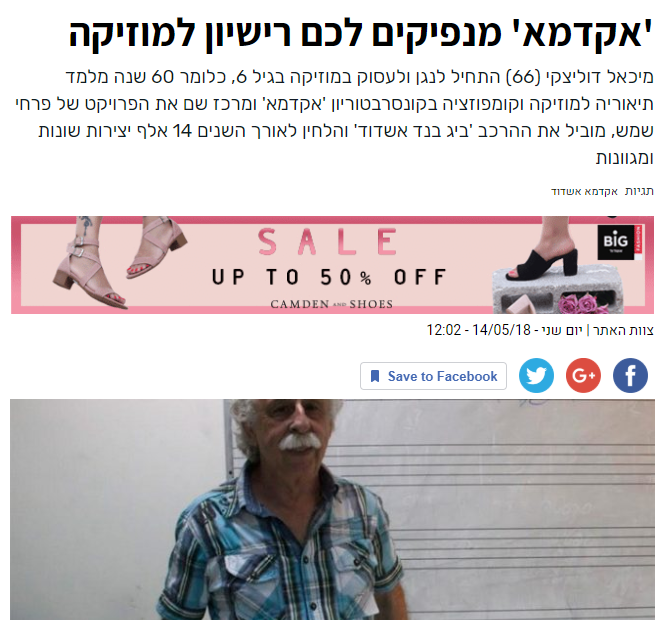 'אקדמא' מנפיקים לכם רישיון למוזיקה
מיכאל דוליצקי (66) התחיל לנגן ולעסוק במוזיקה בגיל 6, כלומר 60 שנה מלמד
תיאוריה למוזיקה וקומפוזציה בקונסרבטוריון 'אקדמא' ומרכז שם את הפרויקט של פרחי
שמש, מוביל את ההרכב 'ביג בנד אשדוד' והלחין לאורך השנים 14 אלף יצירות שונות
ומגוונות
תגיות אקדמא אשדוד
SALE
UP TO 50% OFF
CAMDEN AND SHOES
BIG
FASHION
צוות האתר | יום שני - 14/05/18 - 12:02
Save to Facebook